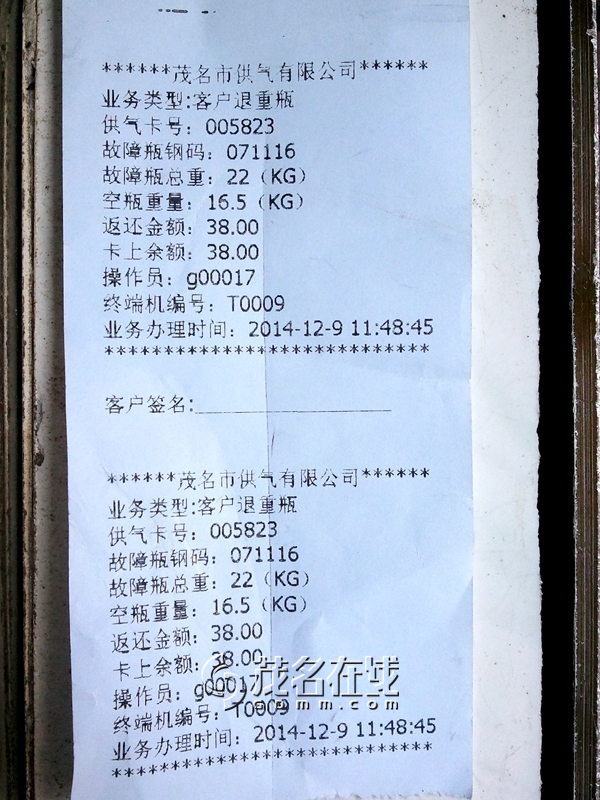 ******茂名市供气有限公司******
业务类型:客户退重瓶
供气卡号：005823
故障瓶钢码：071116
故障瓶总重：22（KG）
空瓶重量：16.5（KG）
返还金额：38.00
卡上余额：38.00
操作员：g00017
终端机编号：T0009
业务办理时间：2014-12-9 11:48:45
******************************
客户签名:________________
******茂名市供气有限公司******
业务类型:客户退重瓶
供气卡号：005823
故障瓶钢码：071116
故障瓶总重：22（KG）
空瓶重量：16.5（KG）
返还金额：38.00
卡上余额：38.00
操作员：g00017
终端机编号：T0009
业务办理时间：2014-12-9 11:48:45
******************************
茂名在线
gdmm.com